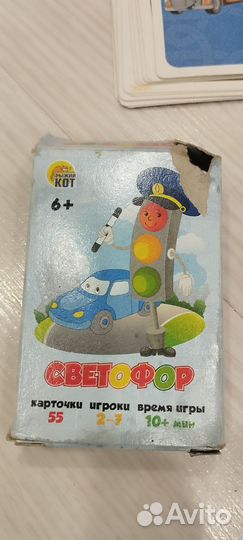 РЫЖИЙ
КОТ
6+
СВЕТОФОР
карточки игроки время игры
55 2-7 10+ мин
Avito